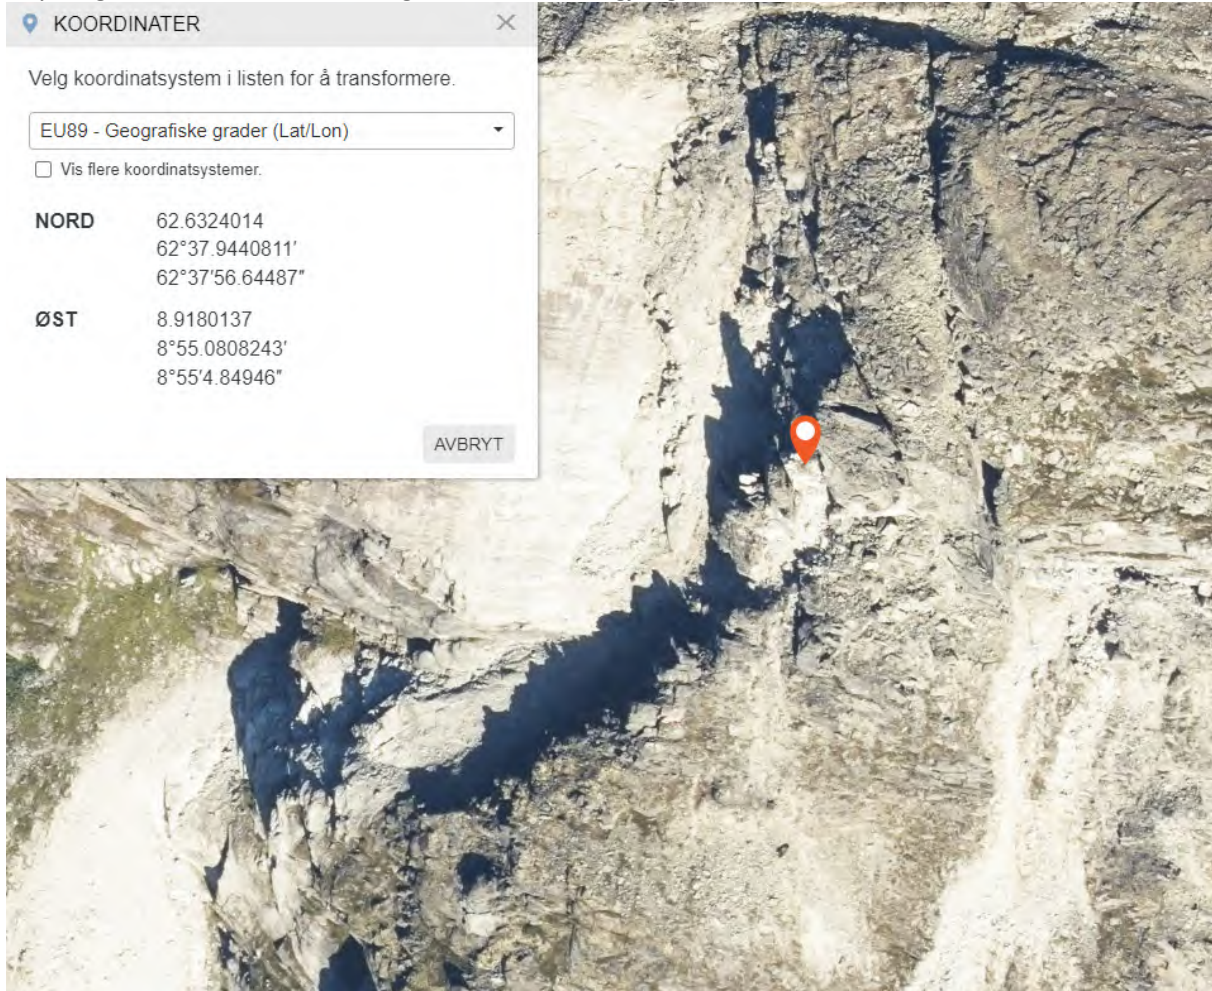 KOORDINATER
Velg koordinatsystem i listen for å transformere.
EU89 - Geografiske grader (Lat/Lon)
Vis flere koordinatsystemer.
NORD 62.6324014
62°37.9440811′
62°37′56.64487″
ØST 8.9180137
8°55.0808243′
8°55′4.84946″
AVBRYT